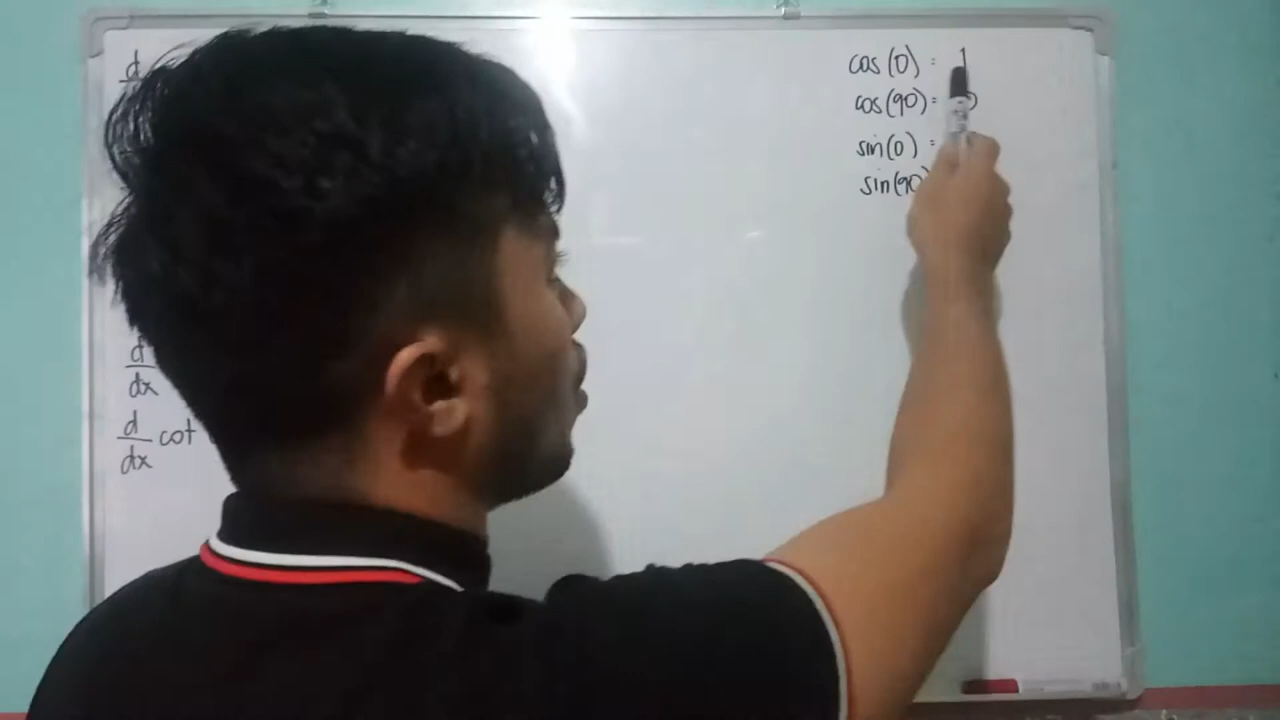 d
d
dx
d
dx cot
cos(0) = 1
cos(90) = 0
sin(0) =
sin(90)